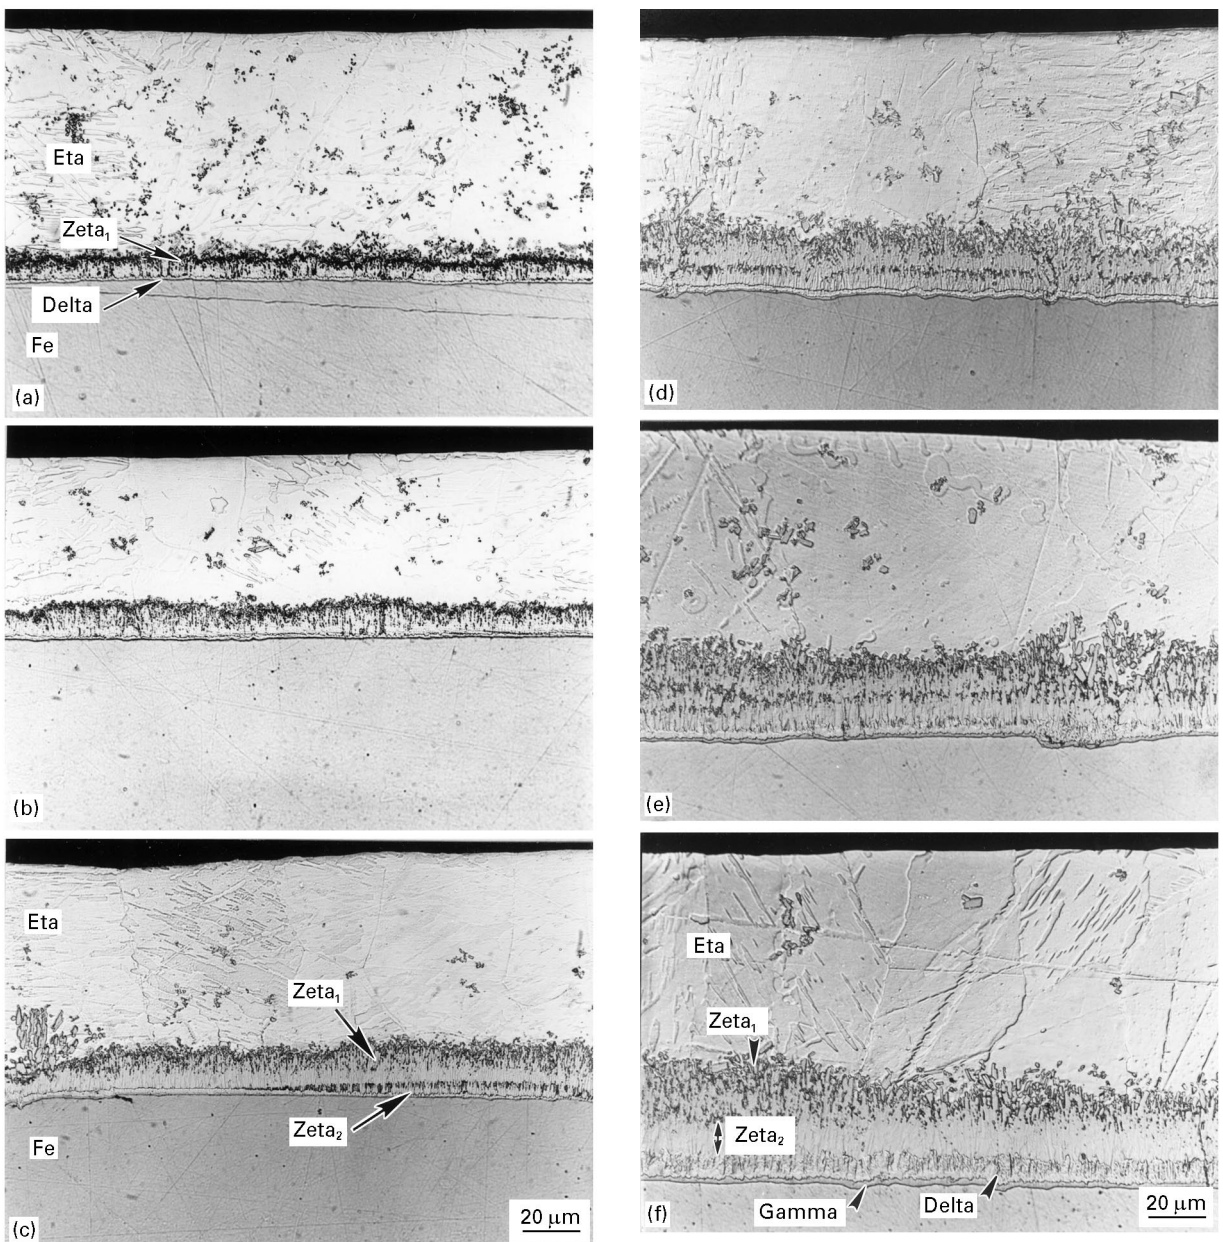 Eta
Zeta₁
Delta
Fe
(a)
(b)
Eta
Zeta₁
Zeta₂
Fe
20 μm
(c)
(d)
(e)
Eta
Zeta₁
Zeta₂
Gamma
Delta
20 μm
(f)